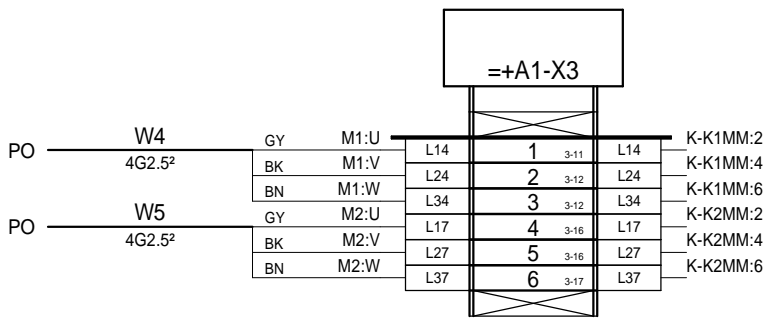 =+A1-X3
W4 GY M1:U L14 1 3-11 L14 K-K1MM:2
PO
4G2.5² BK M1:V L24 2 3-12 L24 K-K1MM:4
BN M1:W L34 3 3-12 L34 K-K1MM:6
W5 GY M2:U L17 4 3-16 L17 K-K2MM:2
PO
4G2.5² BK M2:V L27 5 3-16 L27 K-K2MM:4
BN M2:W L37 6 3-17 L37 K-K2MM:6